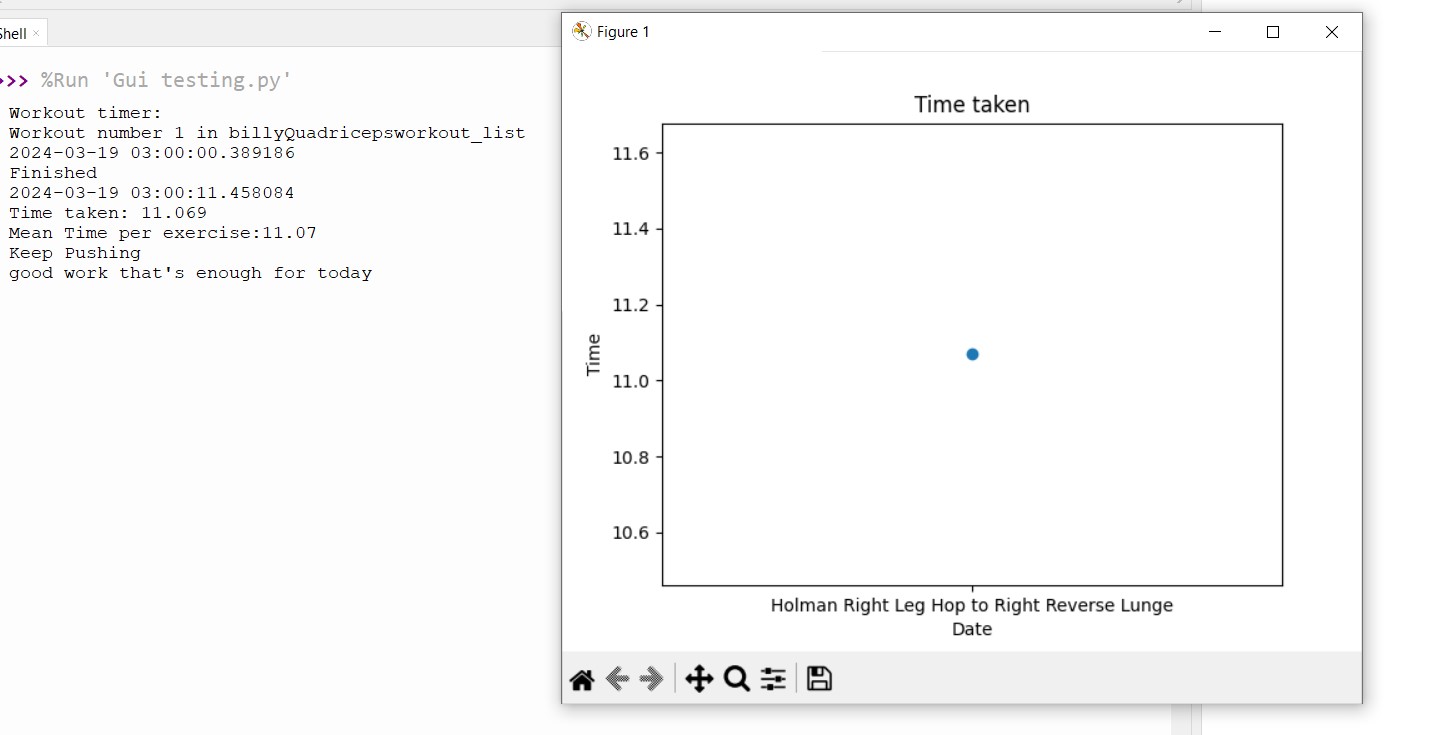 Shell ×
>>> %Run 'Gui testing.py'
Workout timer:
Workout number 1 in billyQuadricepsworkout_list
2024-03-19 03:00:00.389186
Finished
2024-03-19 03:00:11.458084
Time taken: 11.069
Mean Time per exercise:11.07
Keep Pushing
good work that's enough for today
Figure 1
Time taken
11.6
11.4
11.2
11.0
10.8
10.6
Time
Holman Right Leg Hop to Right Reverse Lunge
Date